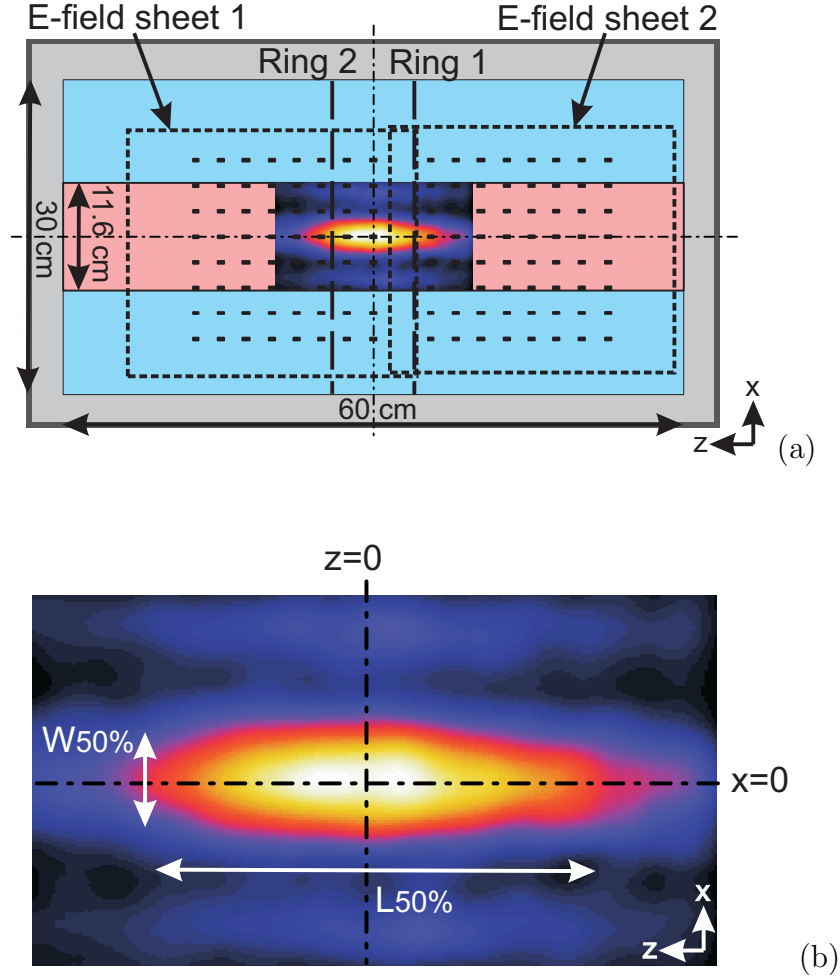 E-field sheet 1
E-field sheet 2
Ring 2
Ring 1
30 cm
11.6 cm
60 cm
x
z
(a)
z=0
W50%
x=0
L50%
x
z
(b)